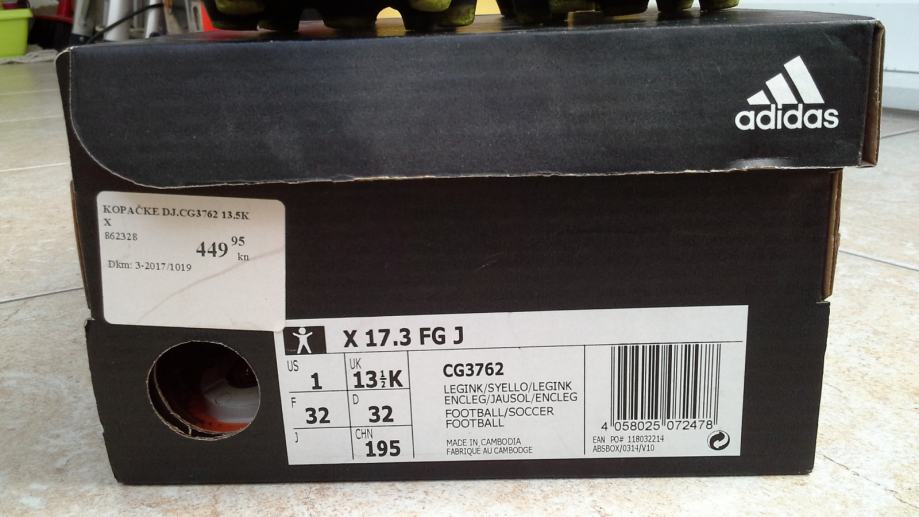 adidas
KOPAČKE DJ.CG3762 13.5K
X
862328
449 95
kn
Dkm: 3-2017/1019
X 17.3 FG J
US
1
UK
13½K
F
32
D
32
J
CHN
195
CG3762
LEGINK/SYELLO/LEGINK
ENCLEG/JAUSOL/ENCLEG
FOOTBALL/SOCCER
FOOTBALL
MADE IN CAMBODIA
FABRIQUE AU CAMBODGE
4 058025 072478
EAN PO# 118032214
ABSBOX/0314/V10